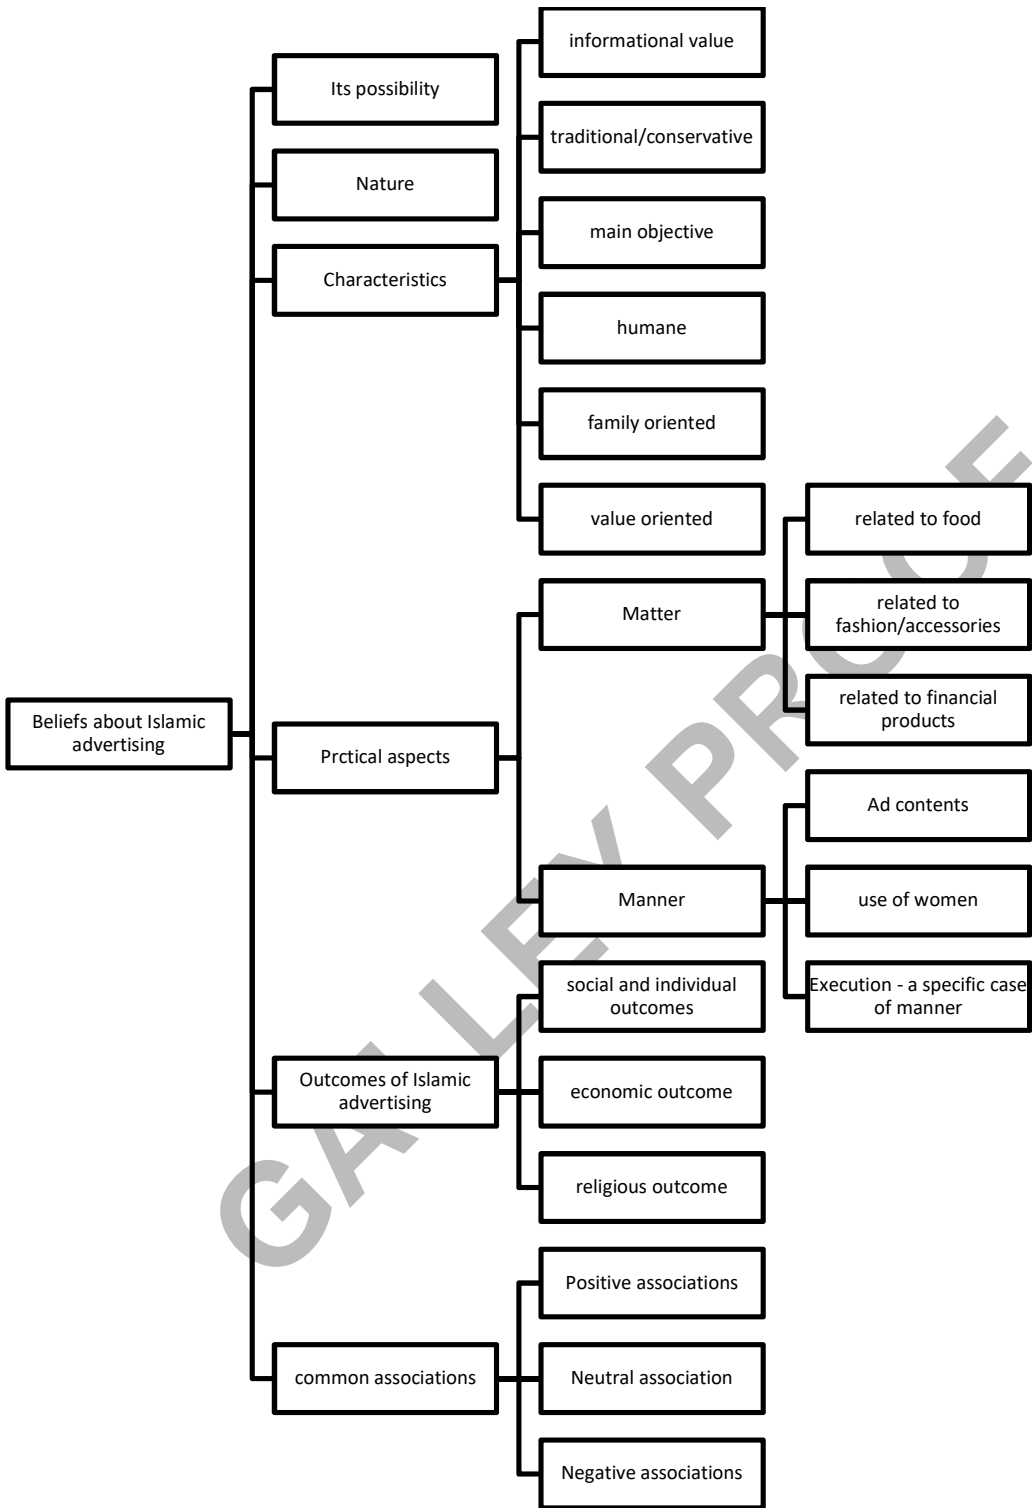 informational value
Its possibility
traditional/conservative
Nature
main objective
Characteristics
humane
family oriented
value oriented
related to food
Matter
related to
fashion/accessories
related to financial
products
Beliefs about Islamic
advertising
Prctical aspects
Ad contents
Manner
use of women
social and individual
outcomes
Execution - a specific case
of manner
Outcomes of Islamic
advertising
economic outcome
religious outcome
Positive associations
common associations
Neutral association
Negative associations
GALLEY PROOF